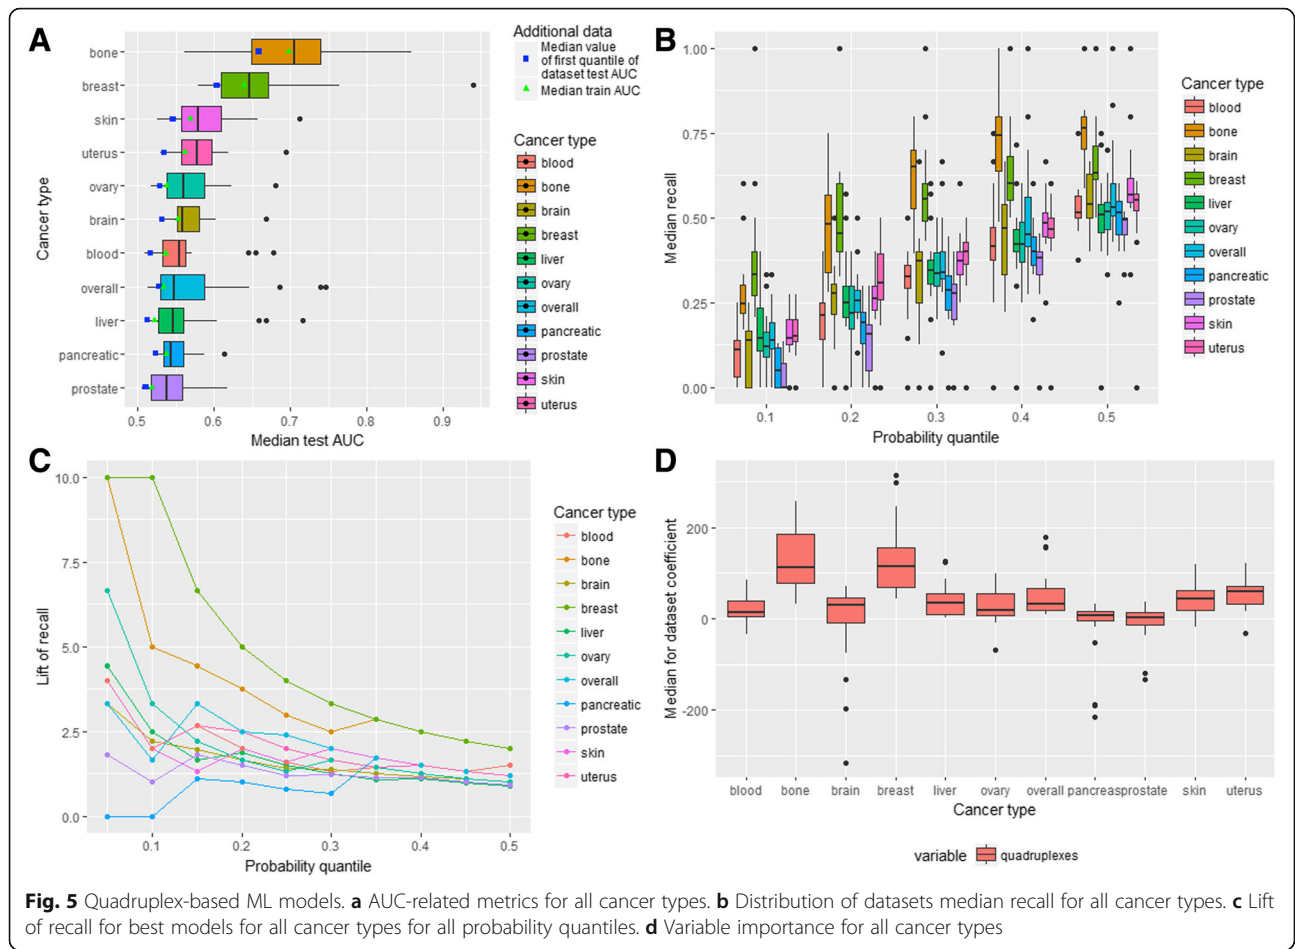 A
Cancer type
bone
breast
skin
uterus
ovary
brain
blood
overall
liver
pancreatic
prostate
0.5 0.6 0.7 0.8 0.9
Median test AUC
Additional data
Median value
of first quantile of
dataset test AUC
Median train AUC
Cancer type
blood
bone
brain
breast
liver
ovary
overall
pancreatic
prostate
skin
uterus
B
Median recall
1.00
0.75
0.50
0.25
0.00
0.1 0.2 0.3 0.4 0.5
Probability quantile
Cancer type
blood
bone
brain
breast
liver
ovary
overall
pancreatic
prostate
skin
uterus
C
Lift of recall
10.0
7.5
5.0
2.5
0.0
0.1 0.2 0.3 0.4 0.5
Probability quantile
Cancer type
blood
bone
brain
breast
liver
ovary
overall
pancreatic
prostate
skin
uterus
D
Median for dataset coefficient
200
0
-200
blood bone brain breast liver ovary overall pancreasprostate skin uterus
Cancer type
variable quadruplexes
Fig. 5 Quadruplex-based ML models. a AUC-related metrics for all cancer types. b Distribution of datasets median recall for all cancer types. c Lift
of recall for best models for all cancer types for all probability quantiles. d Variable importance for all cancer types